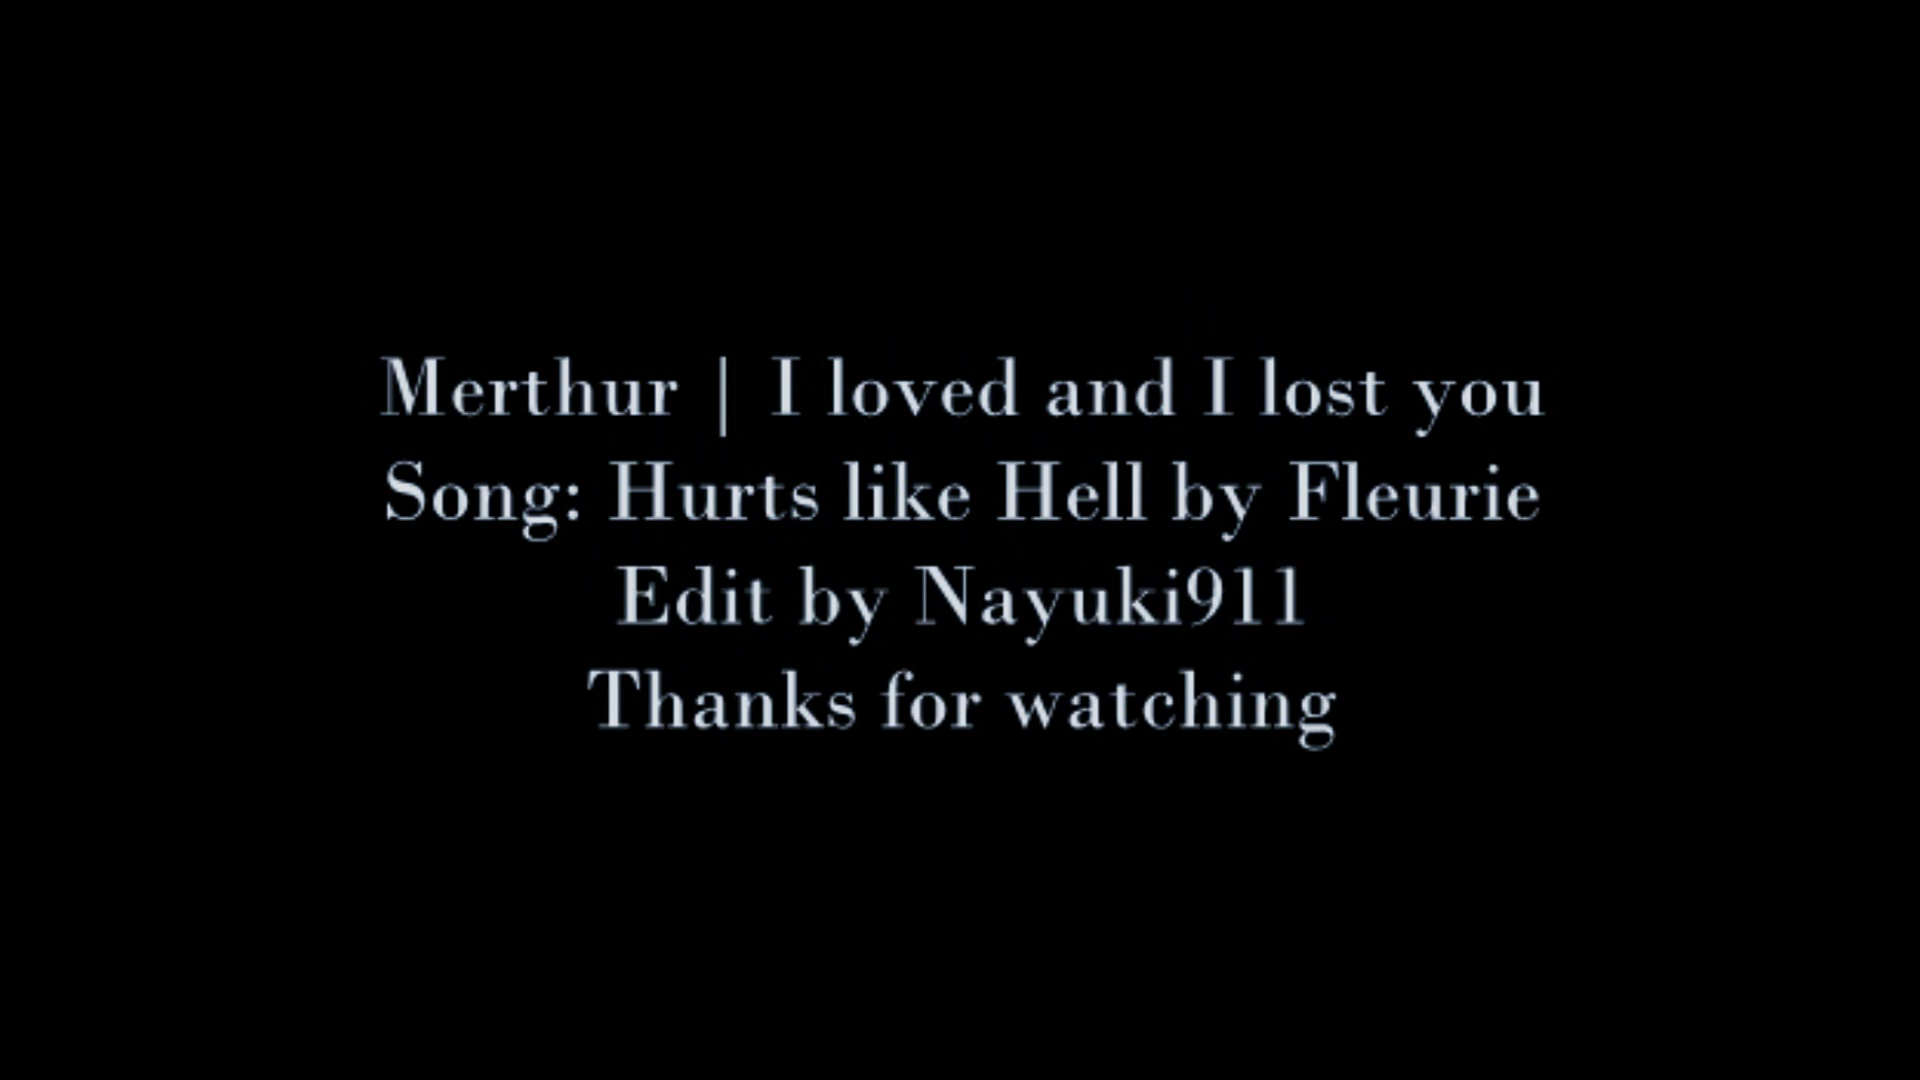 Merthur | I loved and I lost you
Song: Hurts like Hell by Fleurie
Edit by Nayuki911
Thanks for watching